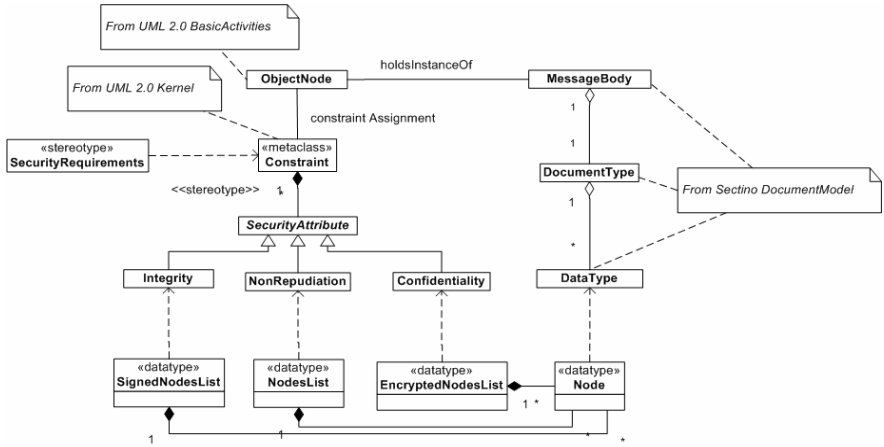 From UML 2.0 BasicActivities
holdsInstanceOf
ObjectNode
MessageBody
From UML 2.0 Kernel
1
constraint Assignment
«stereotype»
SecurityRequirements
«metaclass»
Constraint
1
DocumentType
<<stereotype>>
1
*
1
From Sectino DocumentModel
SecurityAttribute
*
Integrity
NonRepudiation
Confidentiality
DataType
«datatype»
SignedNodesList
«datatype»
NodesList
«datatype»
EncryptedNodesList
«datatype»
Node
1
*
1
1
*
*